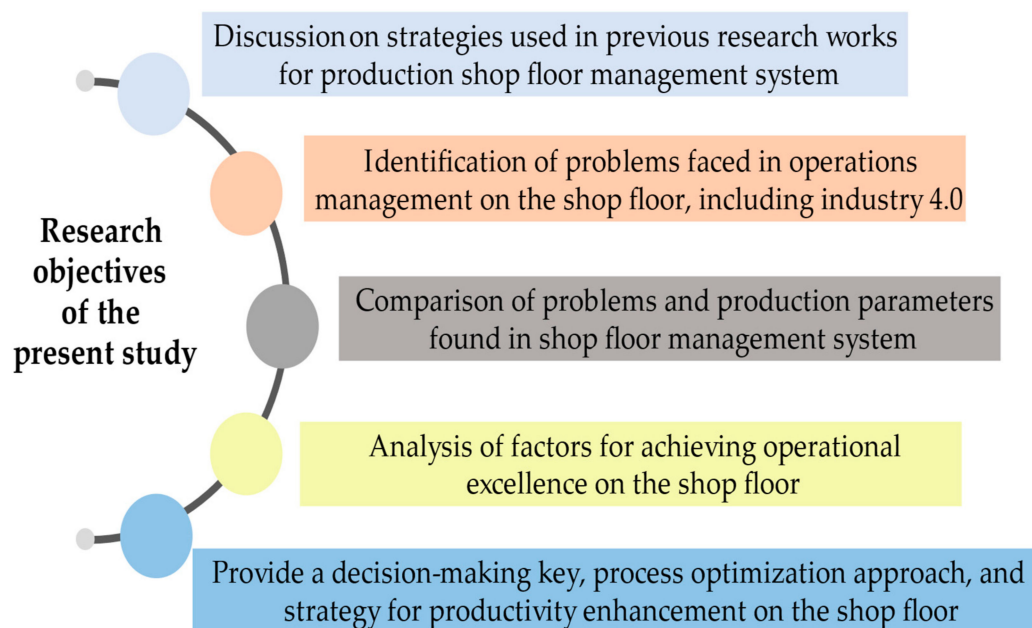 Discussion on strategies used in previous research works
for production shop floor management system
Identification of problems faced in operations
management on the shop floor, including industry 4.0
Research
objectives
of the
present study
Comparison of problems and production parameters
found in shop floor management system
Analysis of factors for achieving operational
excellence on the shop floor
Provide a decision-making key, process optimization approach, and
strategy for productivity enhancement on the shop floor